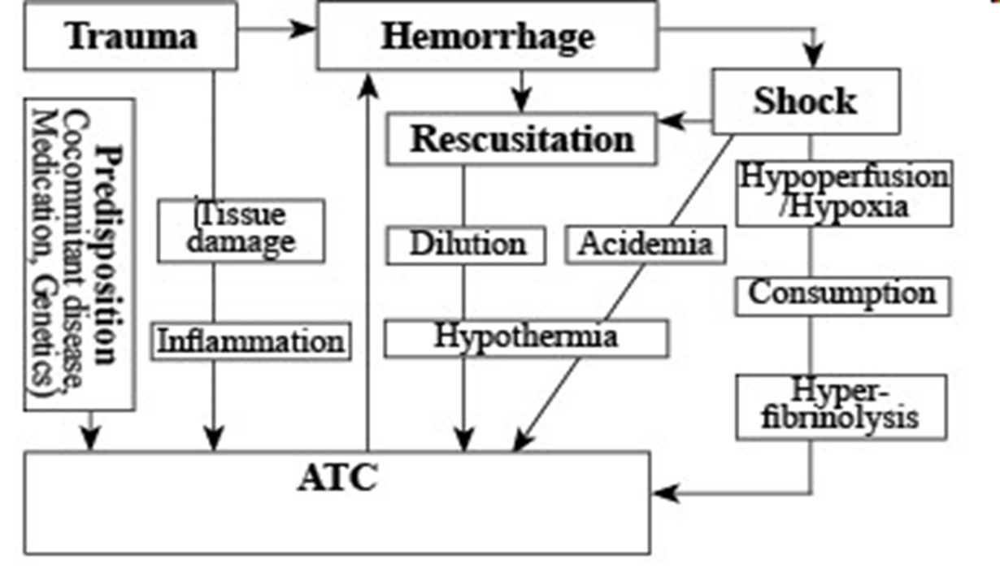 Trauma
Hemorrhage
Shock
Rescusitation
Predisposition
Cocommitant disease,
Medication, Genetics)
(Tissue
damage
Inflammation
Dilution
Acidemia
Hypothermia
Hypoperfusion
/Hypoxia
Consumption
Hyper-
fibrinolysis
ATC